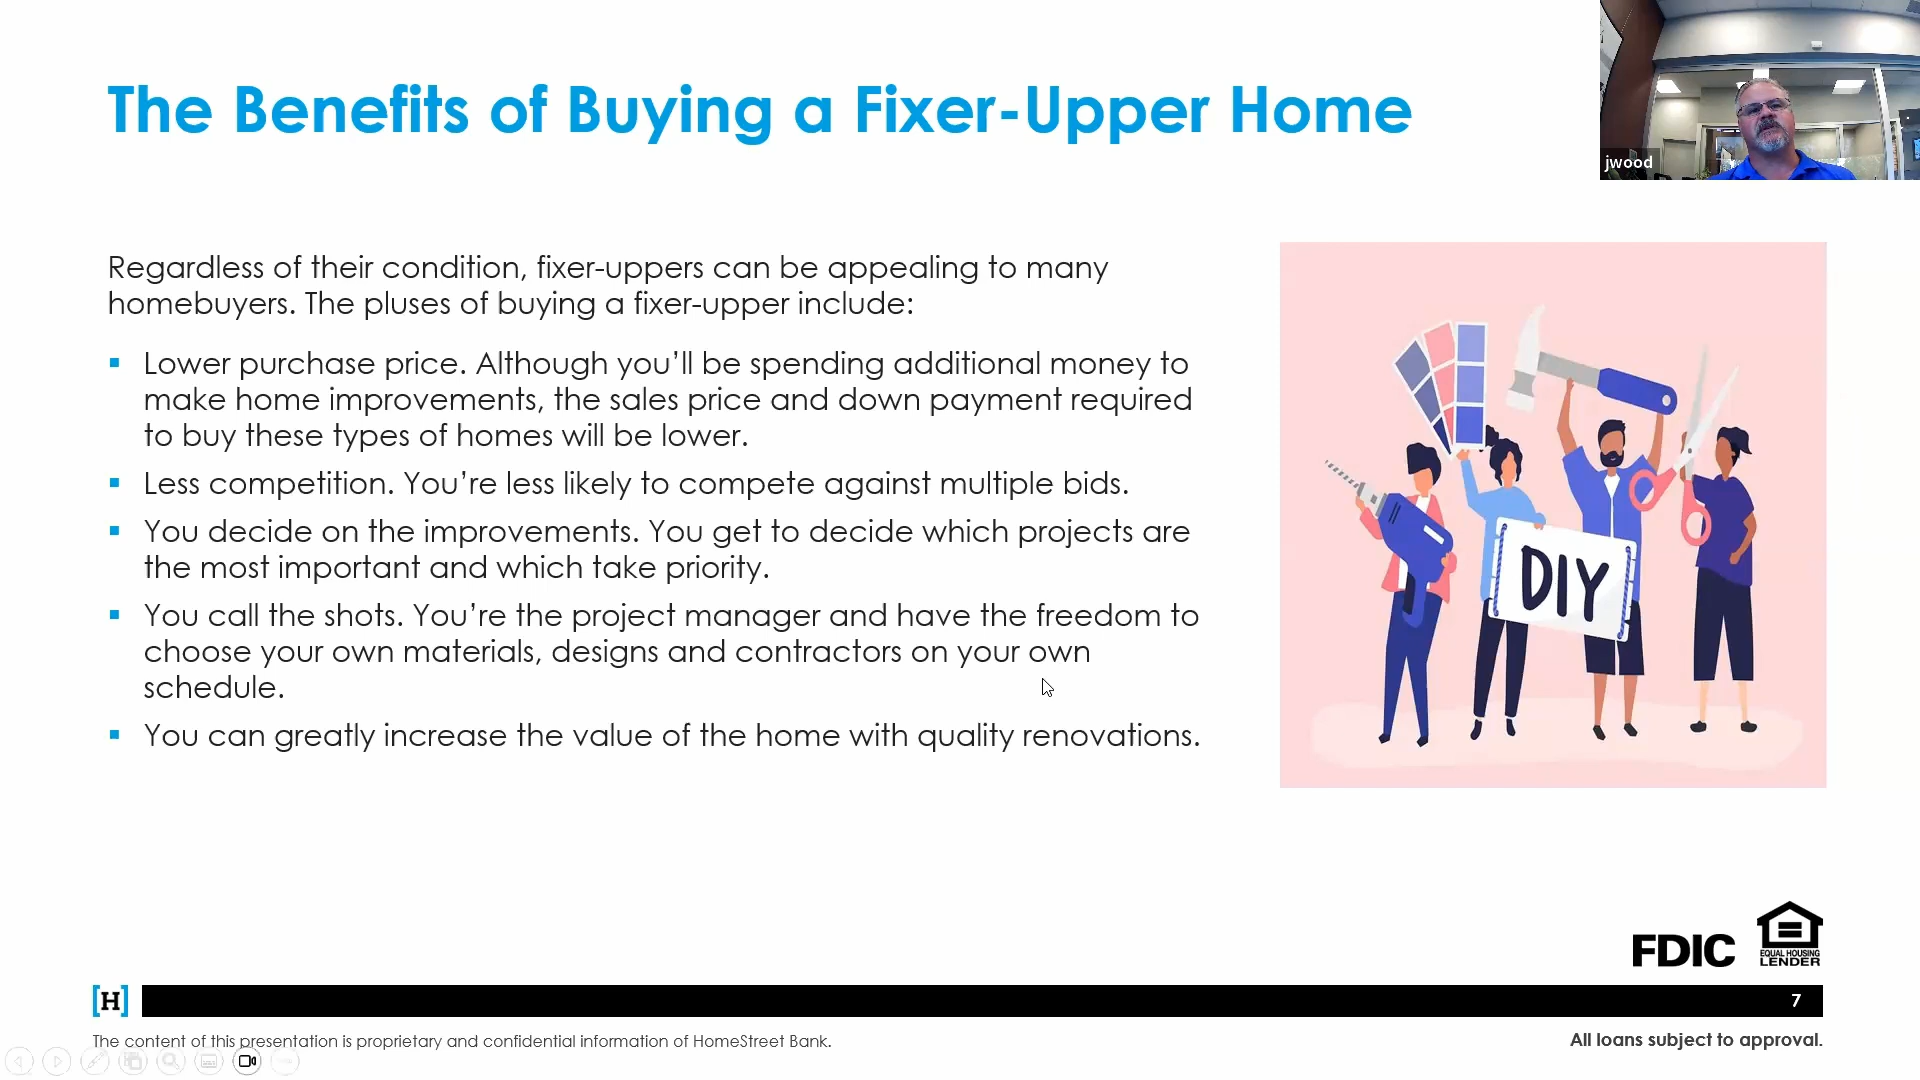 The Benefits of Buying a Fixer-Upper Home
jwood
Regardless of their condition, fixer-uppers can be appealing to many
homebuyers. The pluses of buying a fixer-upper include:
▪ Lower purchase price. Although you’ll be spending additional money to
make home improvements, the sales price and down payment required
to buy these types of homes will be lower.
▪ Less competition. You’re less likely to compete against multiple bids.
▪ You decide on the improvements. You get to decide which projects are
the most important and which take priority.
▪ You call the shots. You’re the project manager and have the freedom to
choose your own materials, designs and contractors on your own
schedule.
▪ You can greatly increase the value of the home with quality renovations.
DIY
FDIC
EQUAL HOUSING
LENDER
[H]
7
The content of this presentation is proprietary and confidential information of HomeStreet Bank.
All loans subject to approval.